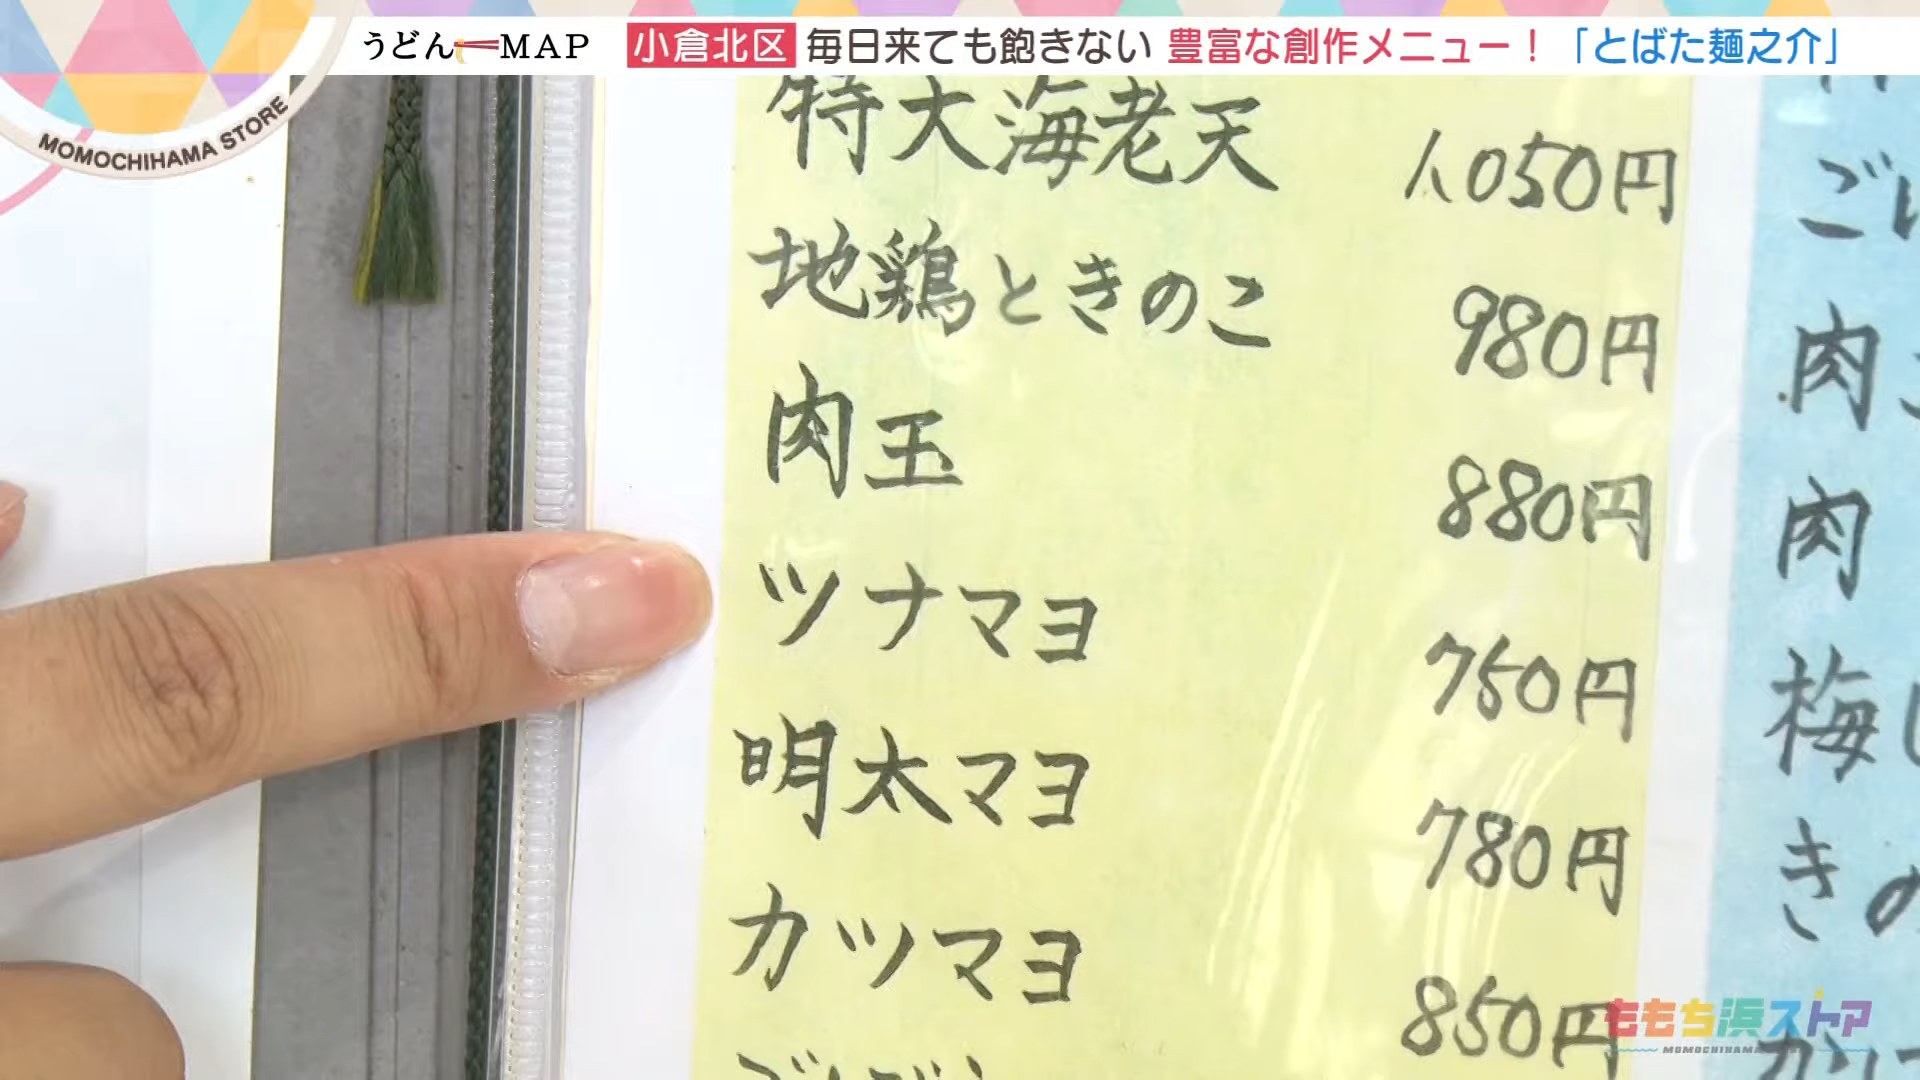 うどんMAP 小倉北区 毎日来ても飽きない 豊富な創作メニュー！「とばた麺之介」
MOMOCHIHAMA STORE
特大海老天 1,050円
地鶏ときのこ 980円
肉玉 880円
ツナマヨ 750円
明太マヨ 780円
カツマヨ 850円
肉
肉
梅
きの
ももち浜ストア